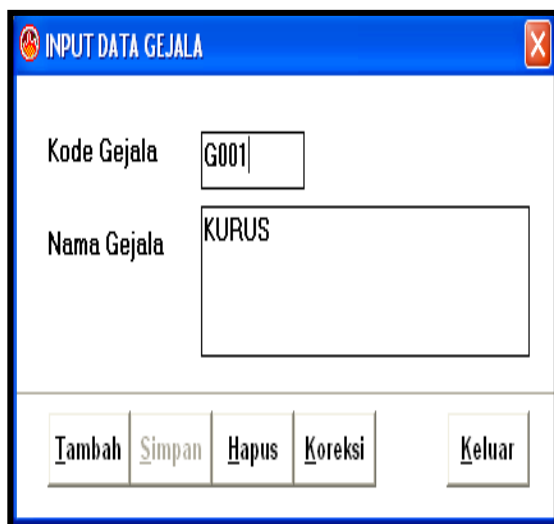 INPUT DATA GEJALA
Kode Gejala G001
Nama Gejala KURUS
Tambah Simpan Hapus Koreksi Keluar